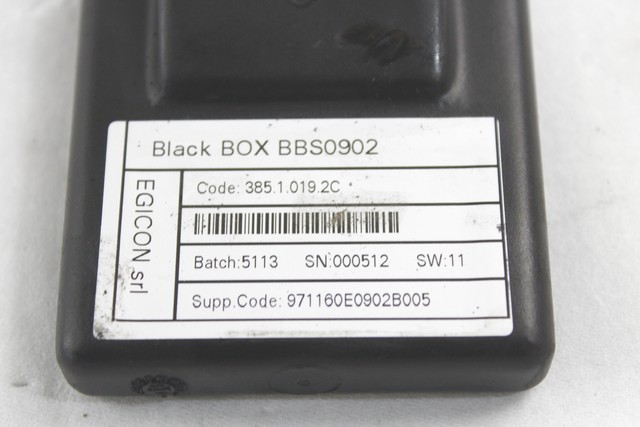 Black BOX BBS0902
EGICON srl
Code: 385.1.019.2C
Batch:5113 SN:000512 SW:11
Supp.Code: 971160E0902B005